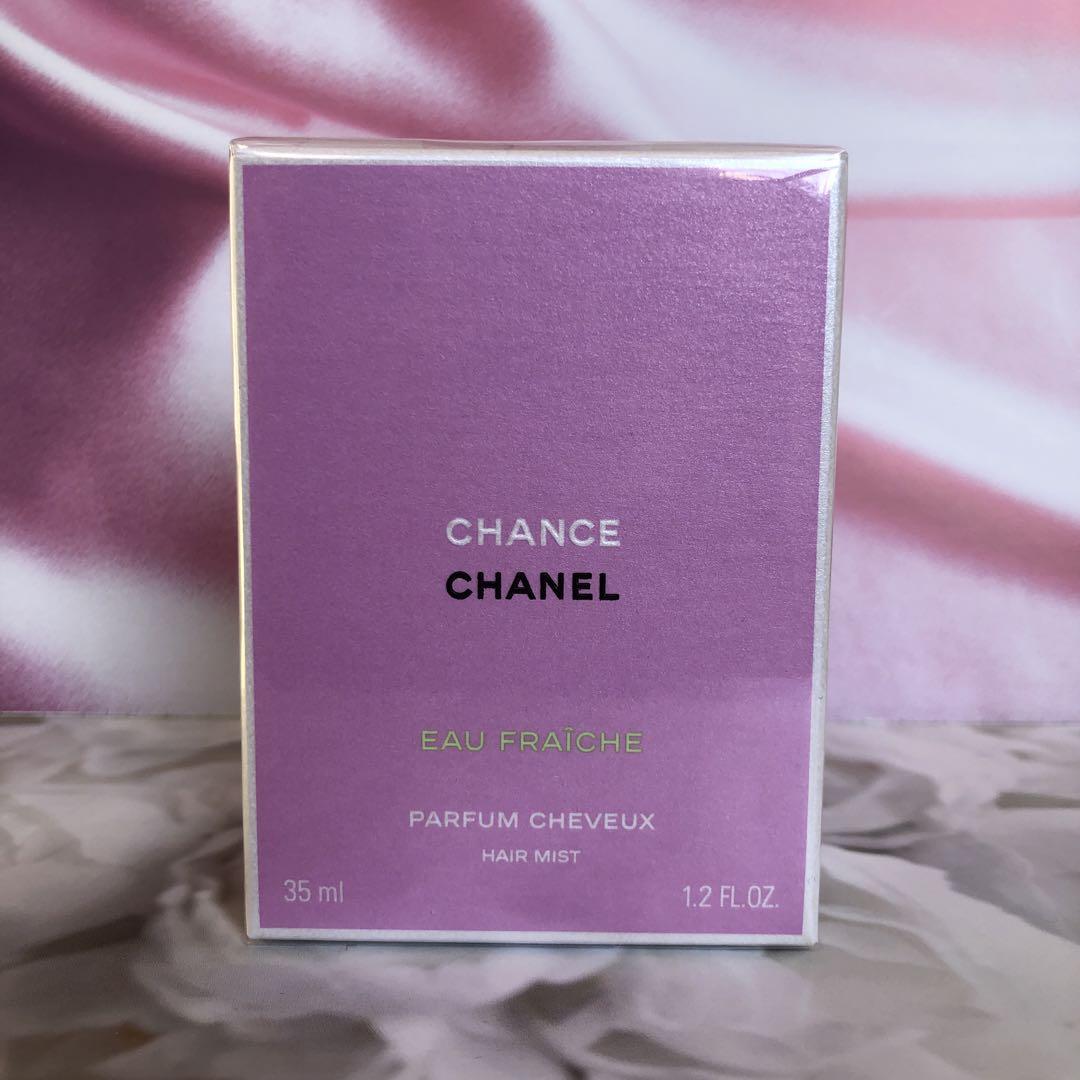 CHANCE
CHANEL
EAU FRAÎCHE
PARFUM CHEVEUX
HAIR MIST
35 ml 1.2 FL.OZ.